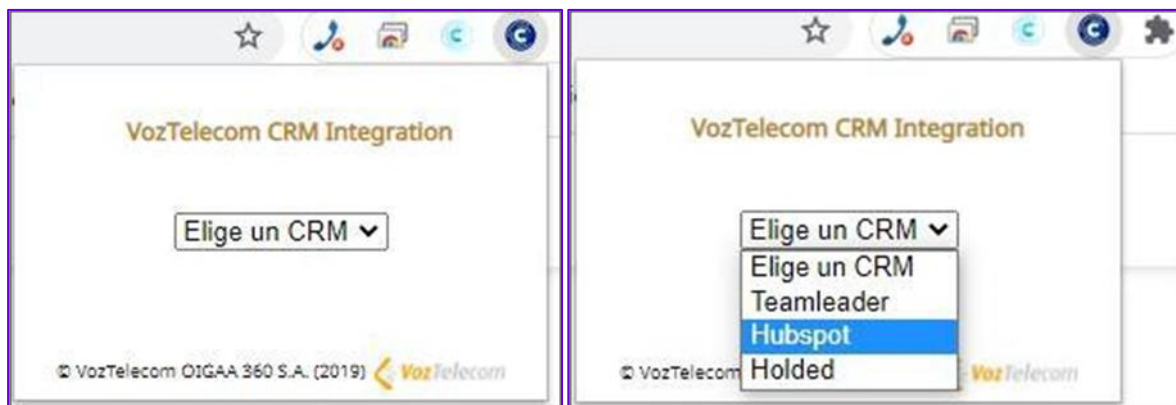 VozTelecom CRM Integration
Elige un CRM
© VozTelecom OIGAA 360 S.A. (2019) VozTelecom
VozTelecom CRM Integration
Elige un CRM
Elige un CRM
Teamleader
Hubspot
Holded
© VozTelecom VozTelecom